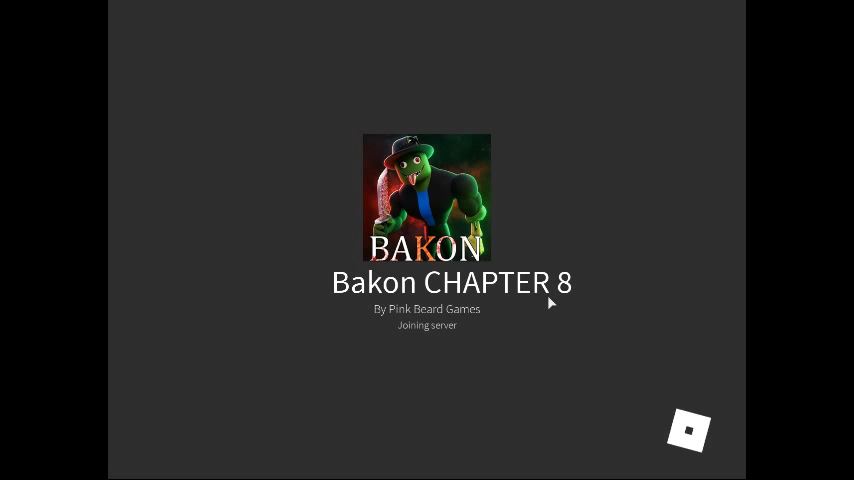 BAKON
Bakon CHAPTER 8
By Pink Beard Games
Joining server